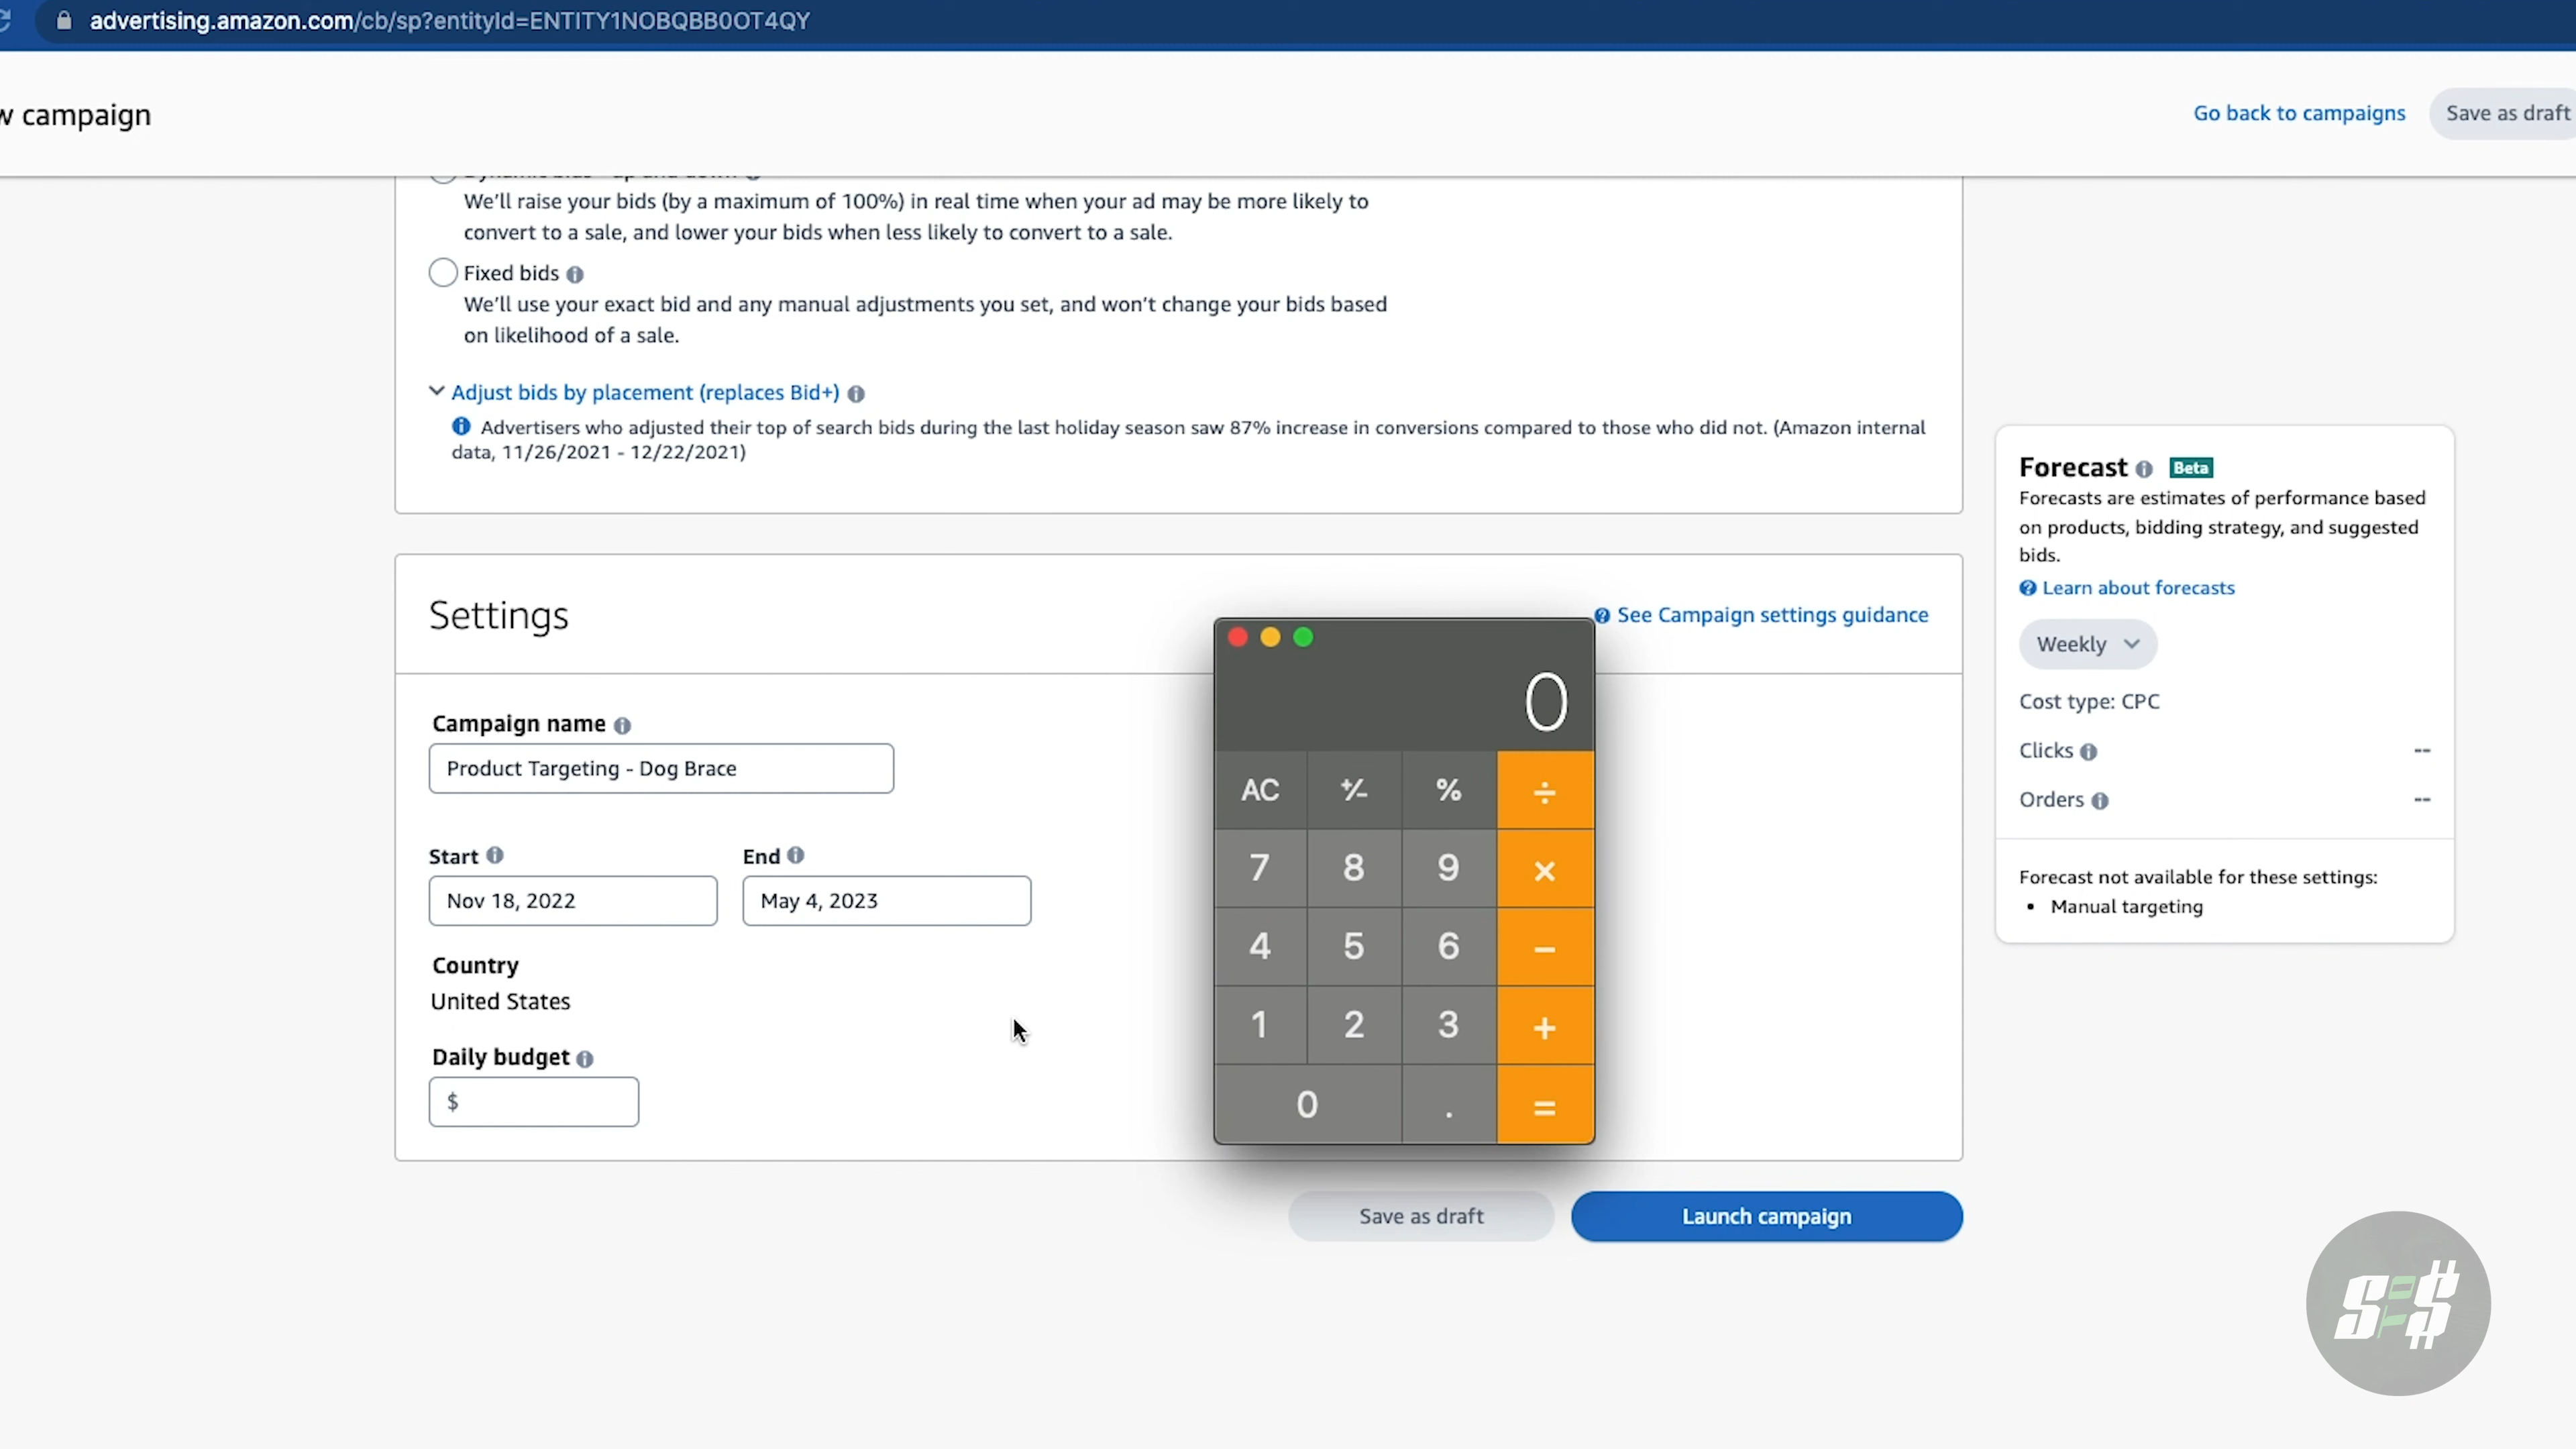 advertising.amazon.com/cb/sp?entityId=ENTITY1NOBQBB0OT4QY
w campaign
Go back to campaigns
Save as draft
We'll raise your bids (by a maximum of 100%) in real time when your ad may be more likely to
convert to a sale, and lower your bids when less likely to convert to a sale.
Fixed bids
We'll use your exact bid and any manual adjustments you set, and won't change your bids based
on likelihood of a sale.
Adjust bids by placement (replaces Bid+)
Advertisers who adjusted their top of search bids during the last holiday season saw 87% increase in conversions compared to those who did not. (Amazon internal
data, 11/26/2021 - 12/22/2021)
Settings
See Campaign settings guidance
Campaign name
Product Targeting - Dog Brace
Start
End
Nov 18, 2022
May 4, 2023
Country
United States
Daily budget
$
0
AC ⁺∕₋ % ÷
7 8 9 ×
4 5 6 −
1 2 3 +
0 . =
Save as draft
Launch campaign
Forecast
Beta
Forecasts are estimates of performance based
on products, bidding strategy, and suggested
bids.
Learn about forecasts
Weekly
Cost type: CPC
Clicks --
Orders --
Forecast not available for these settings:
• Manual targeting